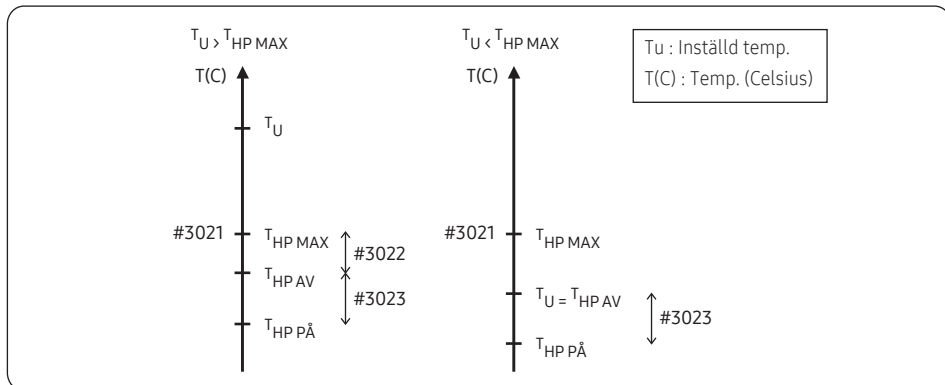 TU > THP MAX
T(C)
TU
#3021
THP MAX
#3022
THP AV
#3023
THP PÅ
TU < THP MAX
T(C)
#3021
THP MAX
TU = THP AV
#3023
THP PÅ
Tu : Inställd temp.
T(C) : Temp. (Celsius)